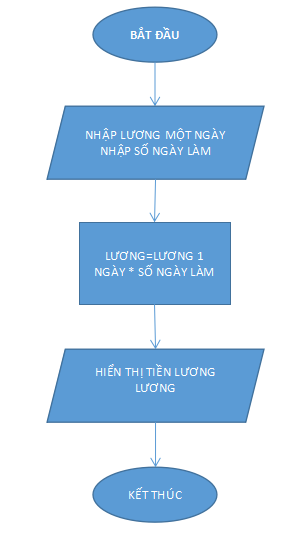 BẮT ĐẦU
NHẬP LƯƠNG MỘT NGÀY
NHẬP SỐ NGÀY LÀM
LƯƠNG=LƯƠNG 1
NGÀY * SỐ NGÀY LÀM
HIỂN THỊ TIỀN LƯƠNG
LƯƠNG
KẾT THÚC